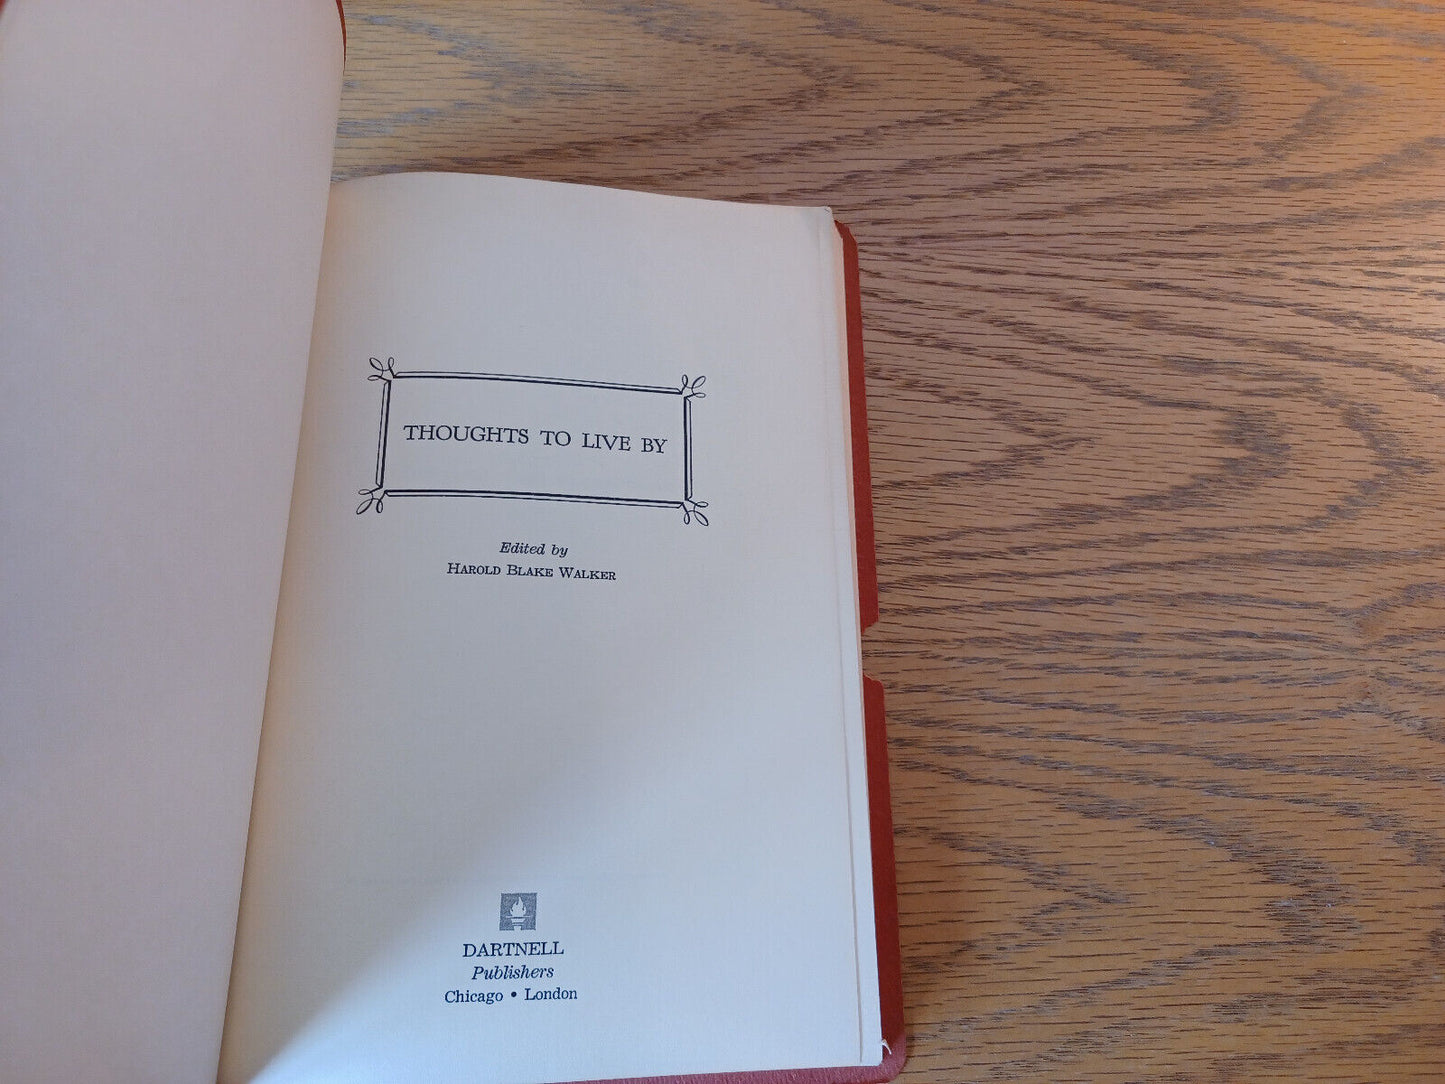 THOUGHTS TO LIVE BY
Edited by
HAROLD BLAKE WALKER
DARTNELL
Publishers
Chicago • London